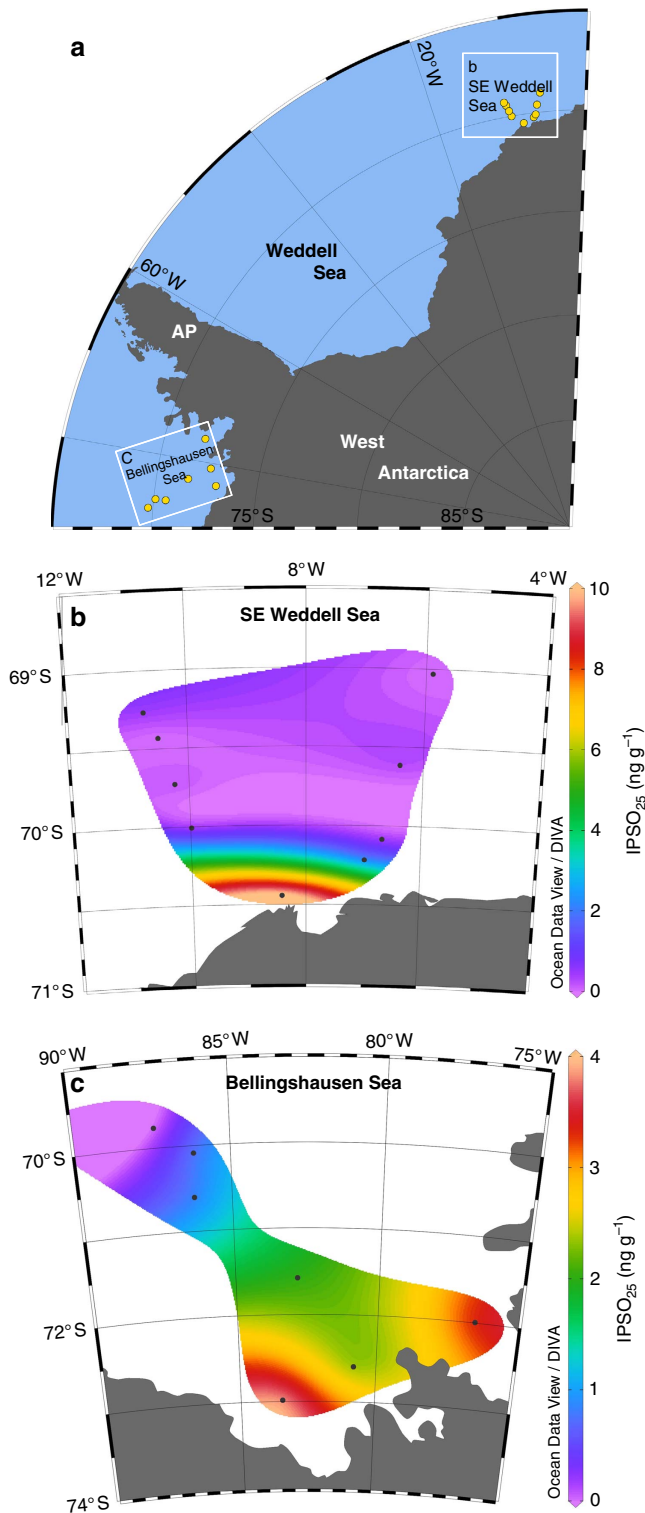 a
20°W
b
SE Weddell
Sea
Weddell
Sea
60°W
AP
C
Bellingshausen
Sea
West
Antarctica
75°S
85°S
12°W
8°W
4°W
b
SE Weddell Sea
69°S
70°S
71°S
10
8
6
4
2
0
IPSO25 (ng g−1)
Ocean Data View / DIVA
90°W
85°W
80°W
75°W
c
Bellingshausen Sea
70°S
72°S
74°S
4
3
2
1
0
IPSO25 (ng g−1)
Ocean Data View / DIVA